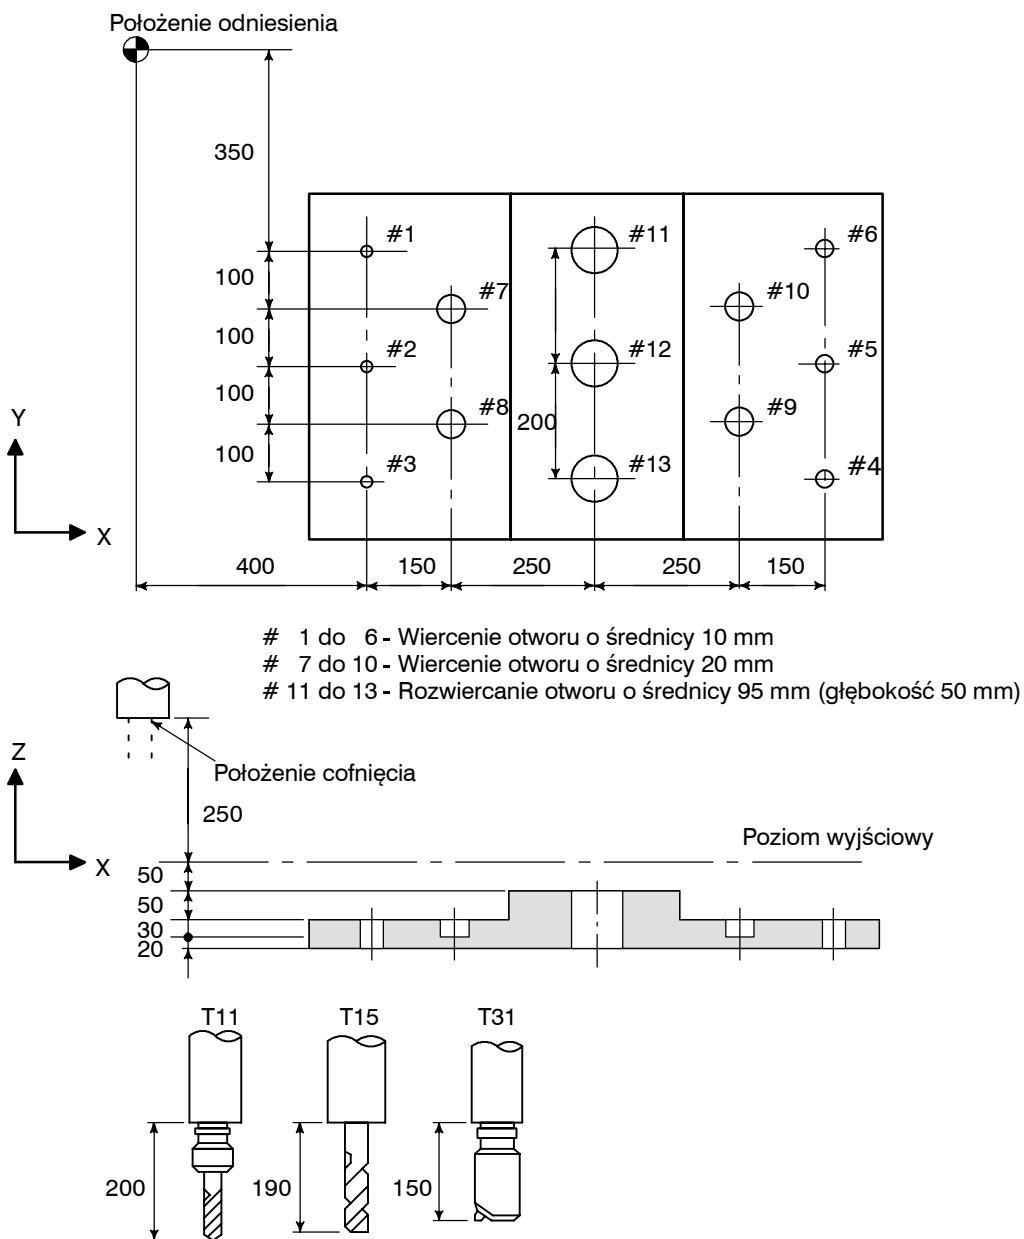 Położenie odniesienia
350
#1
#11
#6
100
#7
#10
100
#2
#12
#5
100
#8
200
#9
100
#3
#13
#4
Y
X
400
150
250
250
150
# 1 do 6 - Wiercenie otworu o średnicy 10 mm
# 7 do 10 - Wiercenie otworu o średnicy 20 mm
# 11 do 13 - Rozwiercanie otworu o średnicy 95 mm (głębokość 50 mm)
Z
Położenie cofnięcia
250
Poziom wyjściowy
X
50
50
30
20
T11
T15
T31
200
190
150